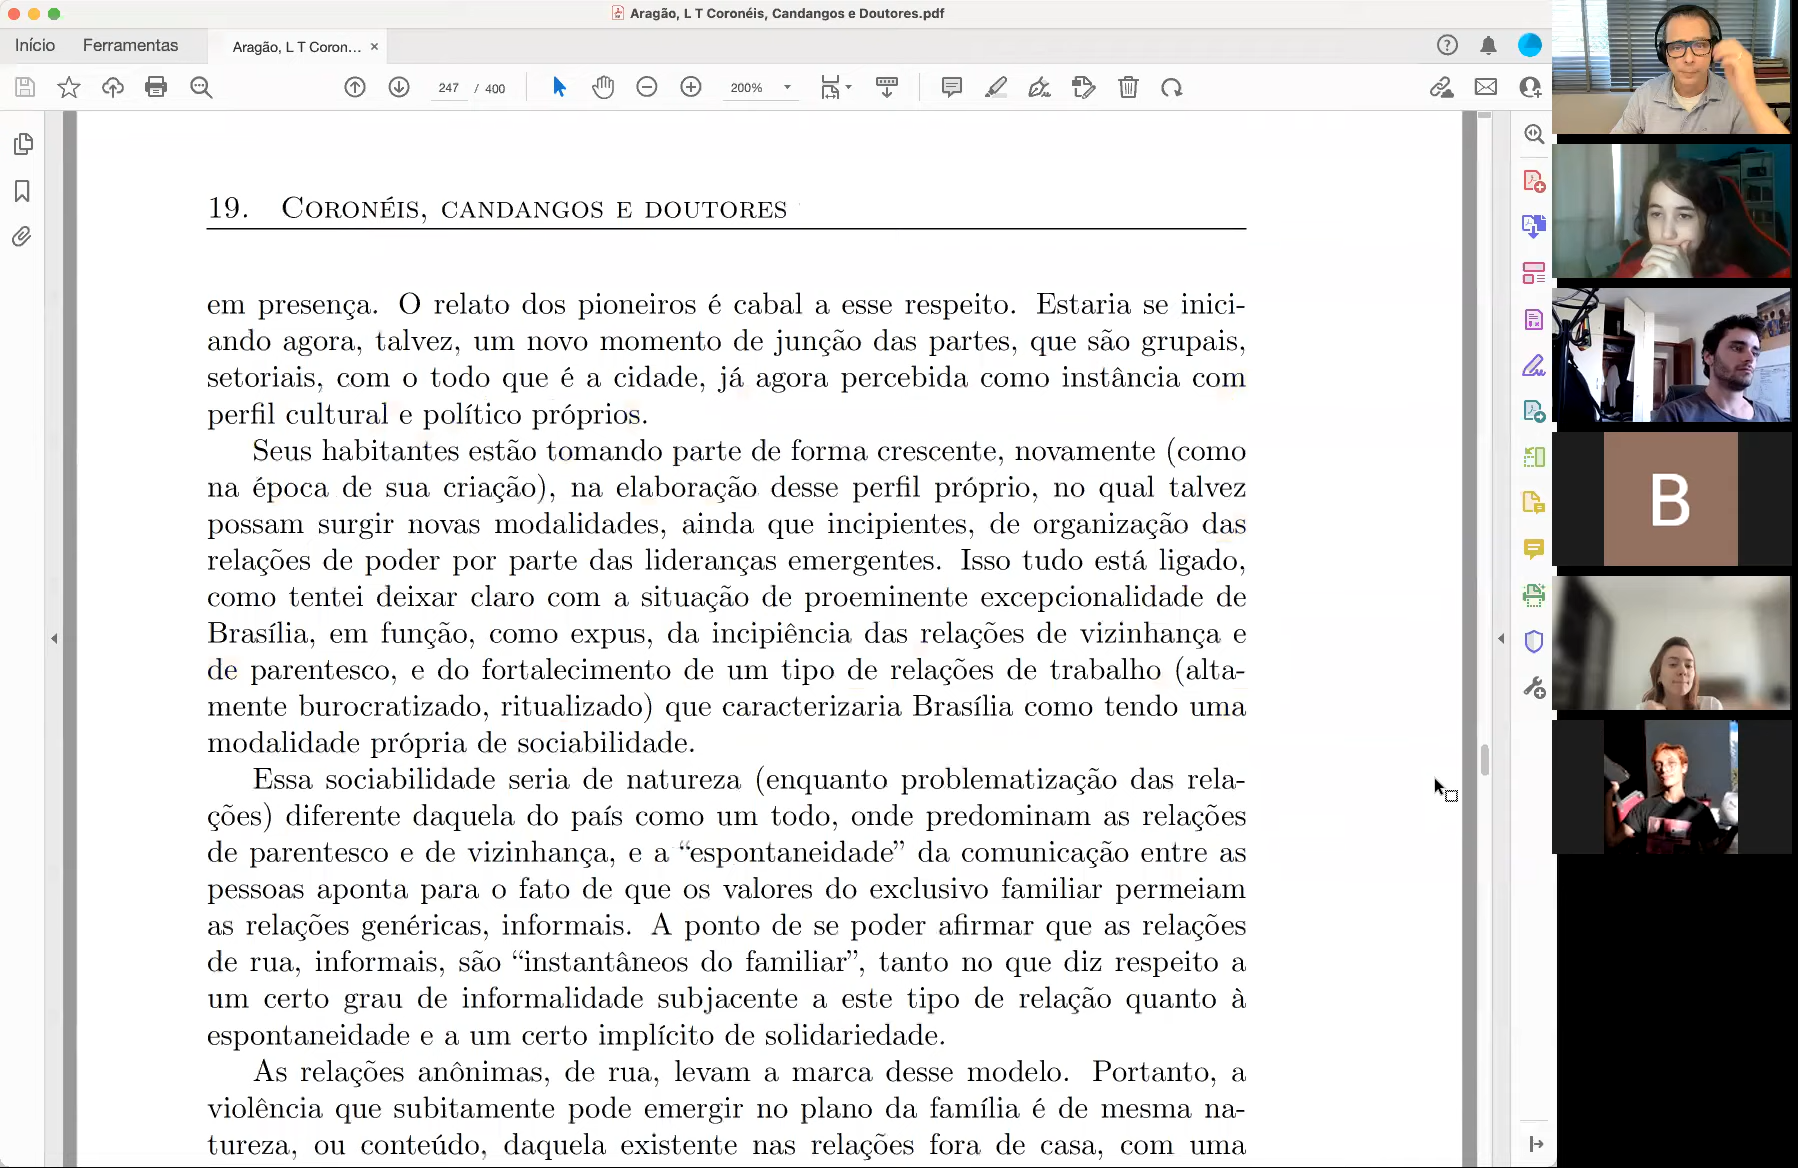 Aragão, L T Coronéis, Candangos e Doutores.pdf
Início Ferramentas Aragão, L T Coron... ×
247 / 400 200%
19. Coronéis, candangos e doutores
em presença. O relato dos pioneiros é cabal a esse respeito. Estaria se inici-
ando agora, talvez, um novo momento de junção das partes, que são grupais,
setoriais, com o todo que é a cidade, já agora percebida como instância com
perfil cultural e político próprios.
Seus habitantes estão tomando parte de forma crescente, novamente (como
na época de sua criação), na elaboração desse perfil próprio, no qual talvez
possam surgir novas modalidades, ainda que incipientes, de organização das
relações de poder por parte das lideranças emergentes. Isso tudo está ligado,
como tentei deixar claro com a situação de proeminente excepcionalidade de
Brasília, em função, como expus, da incipiência das relações de vizinhança e
de parentesco, e do fortalecimento de um tipo de relações de trabalho (alta-
mente burocratizado, ritualizado) que caracterizaria Brasília como tendo uma
modalidade própria de sociabilidade.
Essa sociabilidade seria de natureza (enquanto problematização das rela-
ções) diferente daquela do país como um todo, onde predominam as relações
de parentesco e de vizinhança, e a “espontaneidade” da comunicação entre as
pessoas aponta para o fato de que os valores do exclusivo familiar permeiam
as relações genéricas, informais. A ponto de se poder afirmar que as relações
de rua, informais, são “instantâneos do familiar”, tanto no que diz respeito a
um certo grau de informalidade subjacente a este tipo de relação quanto à
espontaneidade e a um certo implícito de solidariedade.
As relações anônimas, de rua, levam a marca desse modelo. Portanto, a
violência que subitamente pode emergir no plano da família é de mesma na-
tureza, ou conteúdo, daquela existente nas relações fora de casa, com uma
B